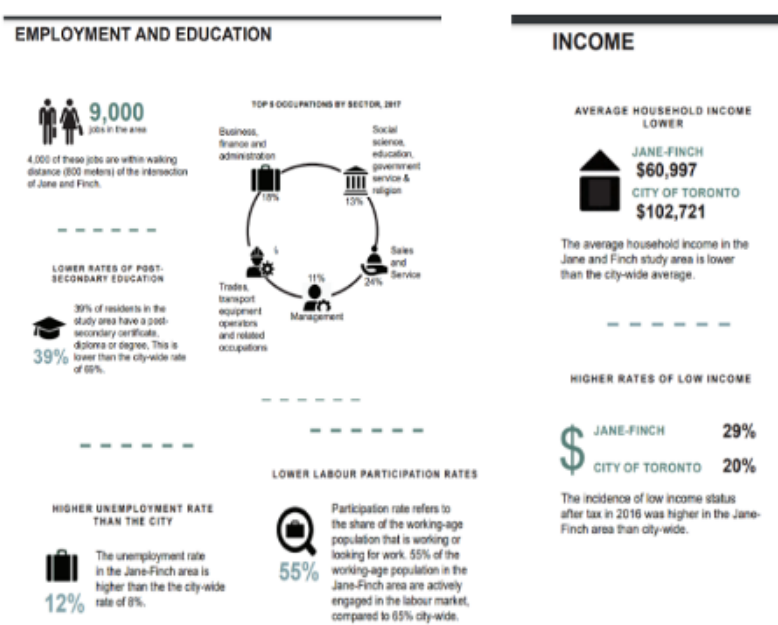 EMPLOYMENT AND EDUCATION
9,000
jobs in the area
4,000 of these jobs are within walking
distance (800 meters) of the intersection
of Jane and Finch.
LOWER RATES OF POST-
SECONDARY EDUCATION
39%
39% of residents in the
study area have a post-
secondary certificate,
diploma or degree. This is
lower than the city-wide rate
of 69%.
TOP 5 OCCUPATIONS BY SECTOR, 2017
Business,
finance and
administration
18%
Social
science,
education,
government
service &
religion
13%
Sales
and
Service
24%
11%
Management
Trades,
transport
equipment
operators
and related
occupations
HIGHER UNEMPLOYMENT RATE
THAN THE CITY
12%
The unemployment rate
in the Jane-Finch area is
higher than the the city-wide
rate of 8%.
LOWER LABOUR PARTICIPATION RATES
55%
Participation rate refers to
the share of the working-age
population that is working or
looking for work. 55% of the
working-age population in the
Jane-Finch area are actively
engaged in the labour market,
compared to 65% city-wide.
INCOME
AVERAGE HOUSEHOLD INCOME
LOWER
JANE-FINCH
$60,997
CITY OF TORONTO
$102,721
The average household income in the
Jane and Finch study area is lower
than the city-wide average.
HIGHER RATES OF LOW INCOME
$
JANE-FINCH 29%
CITY OF TORONTO 20%
The incidence of low income status
after tax in 2016 was higher in the Jane-
Finch area than city-wide.